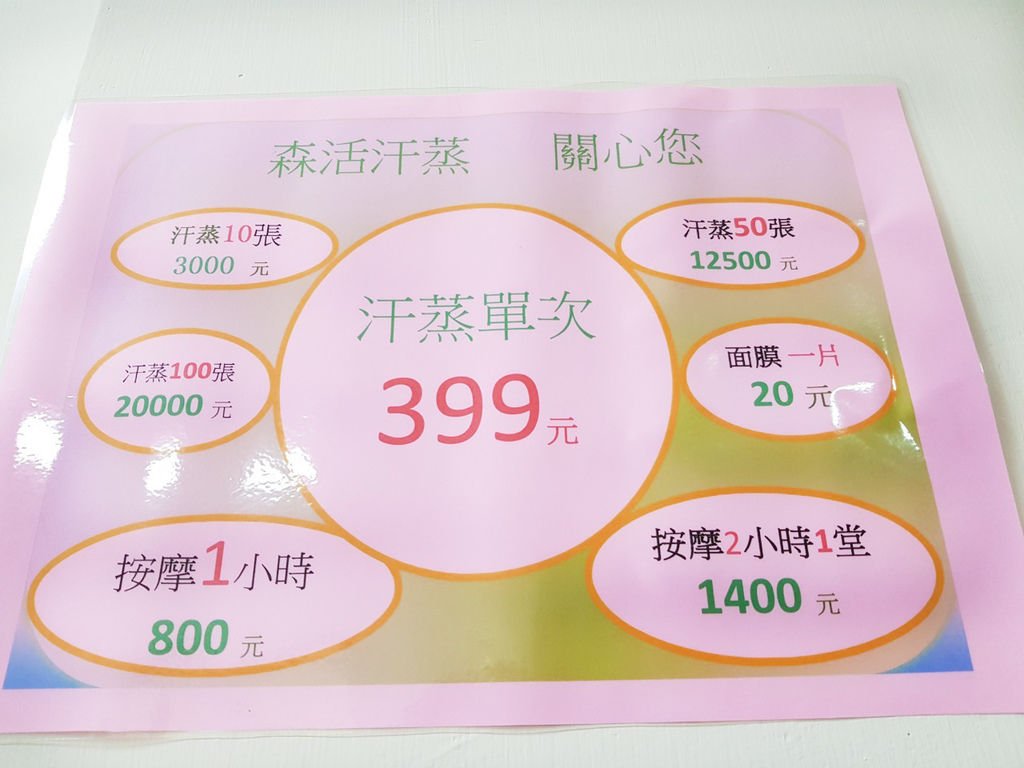 森活汗蒸 關心您
汗蒸10張
3000 元
汗蒸50張
12500 元
汗蒸單次
399元
汗蒸100張
20000 元
面膜 一片
20 元
按摩1小時
800 元
按摩2小時1堂
1400 元